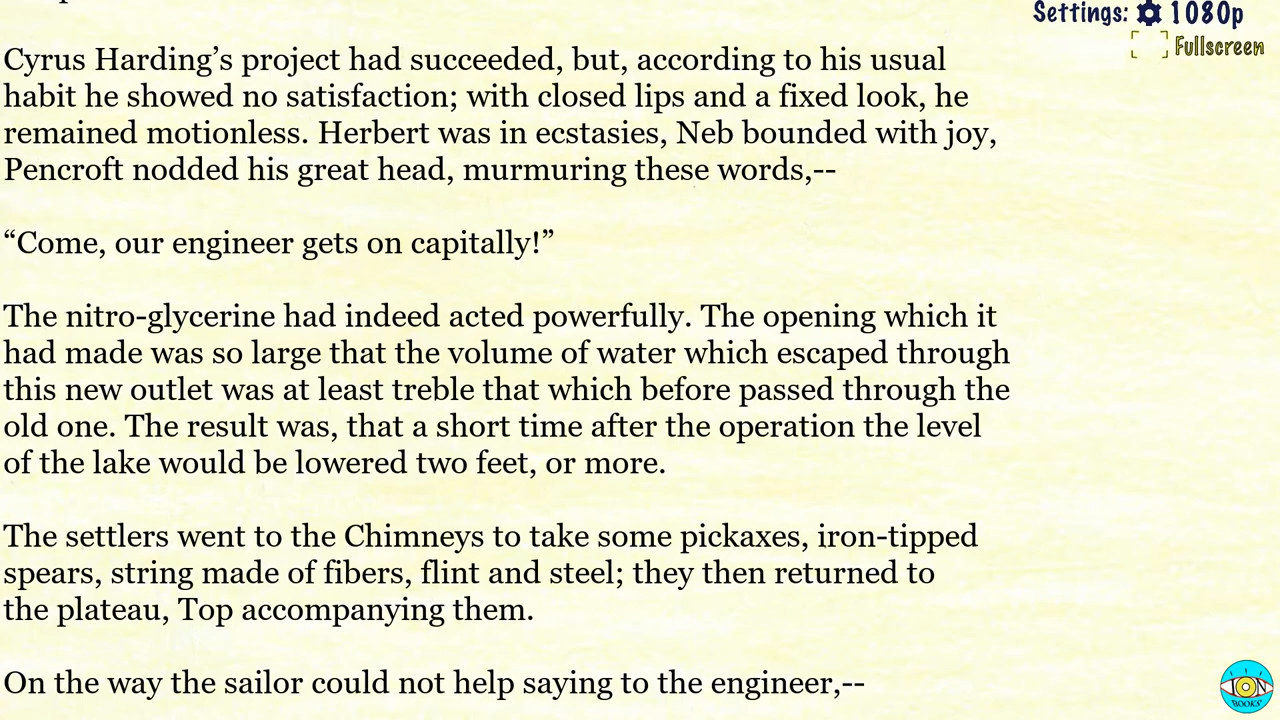 Settings: 1080p
Fullscreen
Cyrus Harding’s project had succeeded, but, according to his usual
habit he showed no satisfaction; with closed lips and a fixed look, he
remained motionless. Herbert was in ecstasies, Neb bounded with joy,
Pencroft nodded his great head, murmuring these words,--
“Come, our engineer gets on capitally!”
The nitro-glycerine had indeed acted powerfully. The opening which it
had made was so large that the volume of water which escaped through
this new outlet was at least treble that which before passed through the
old one. The result was, that a short time after the operation the level
of the lake would be lowered two feet, or more.
The settlers went to the Chimneys to take some pickaxes, iron-tipped
spears, string made of fibers, flint and steel; they then returned to
the plateau, Top accompanying them.
On the way the sailor could not help saying to the engineer,--
ION
BOOKS